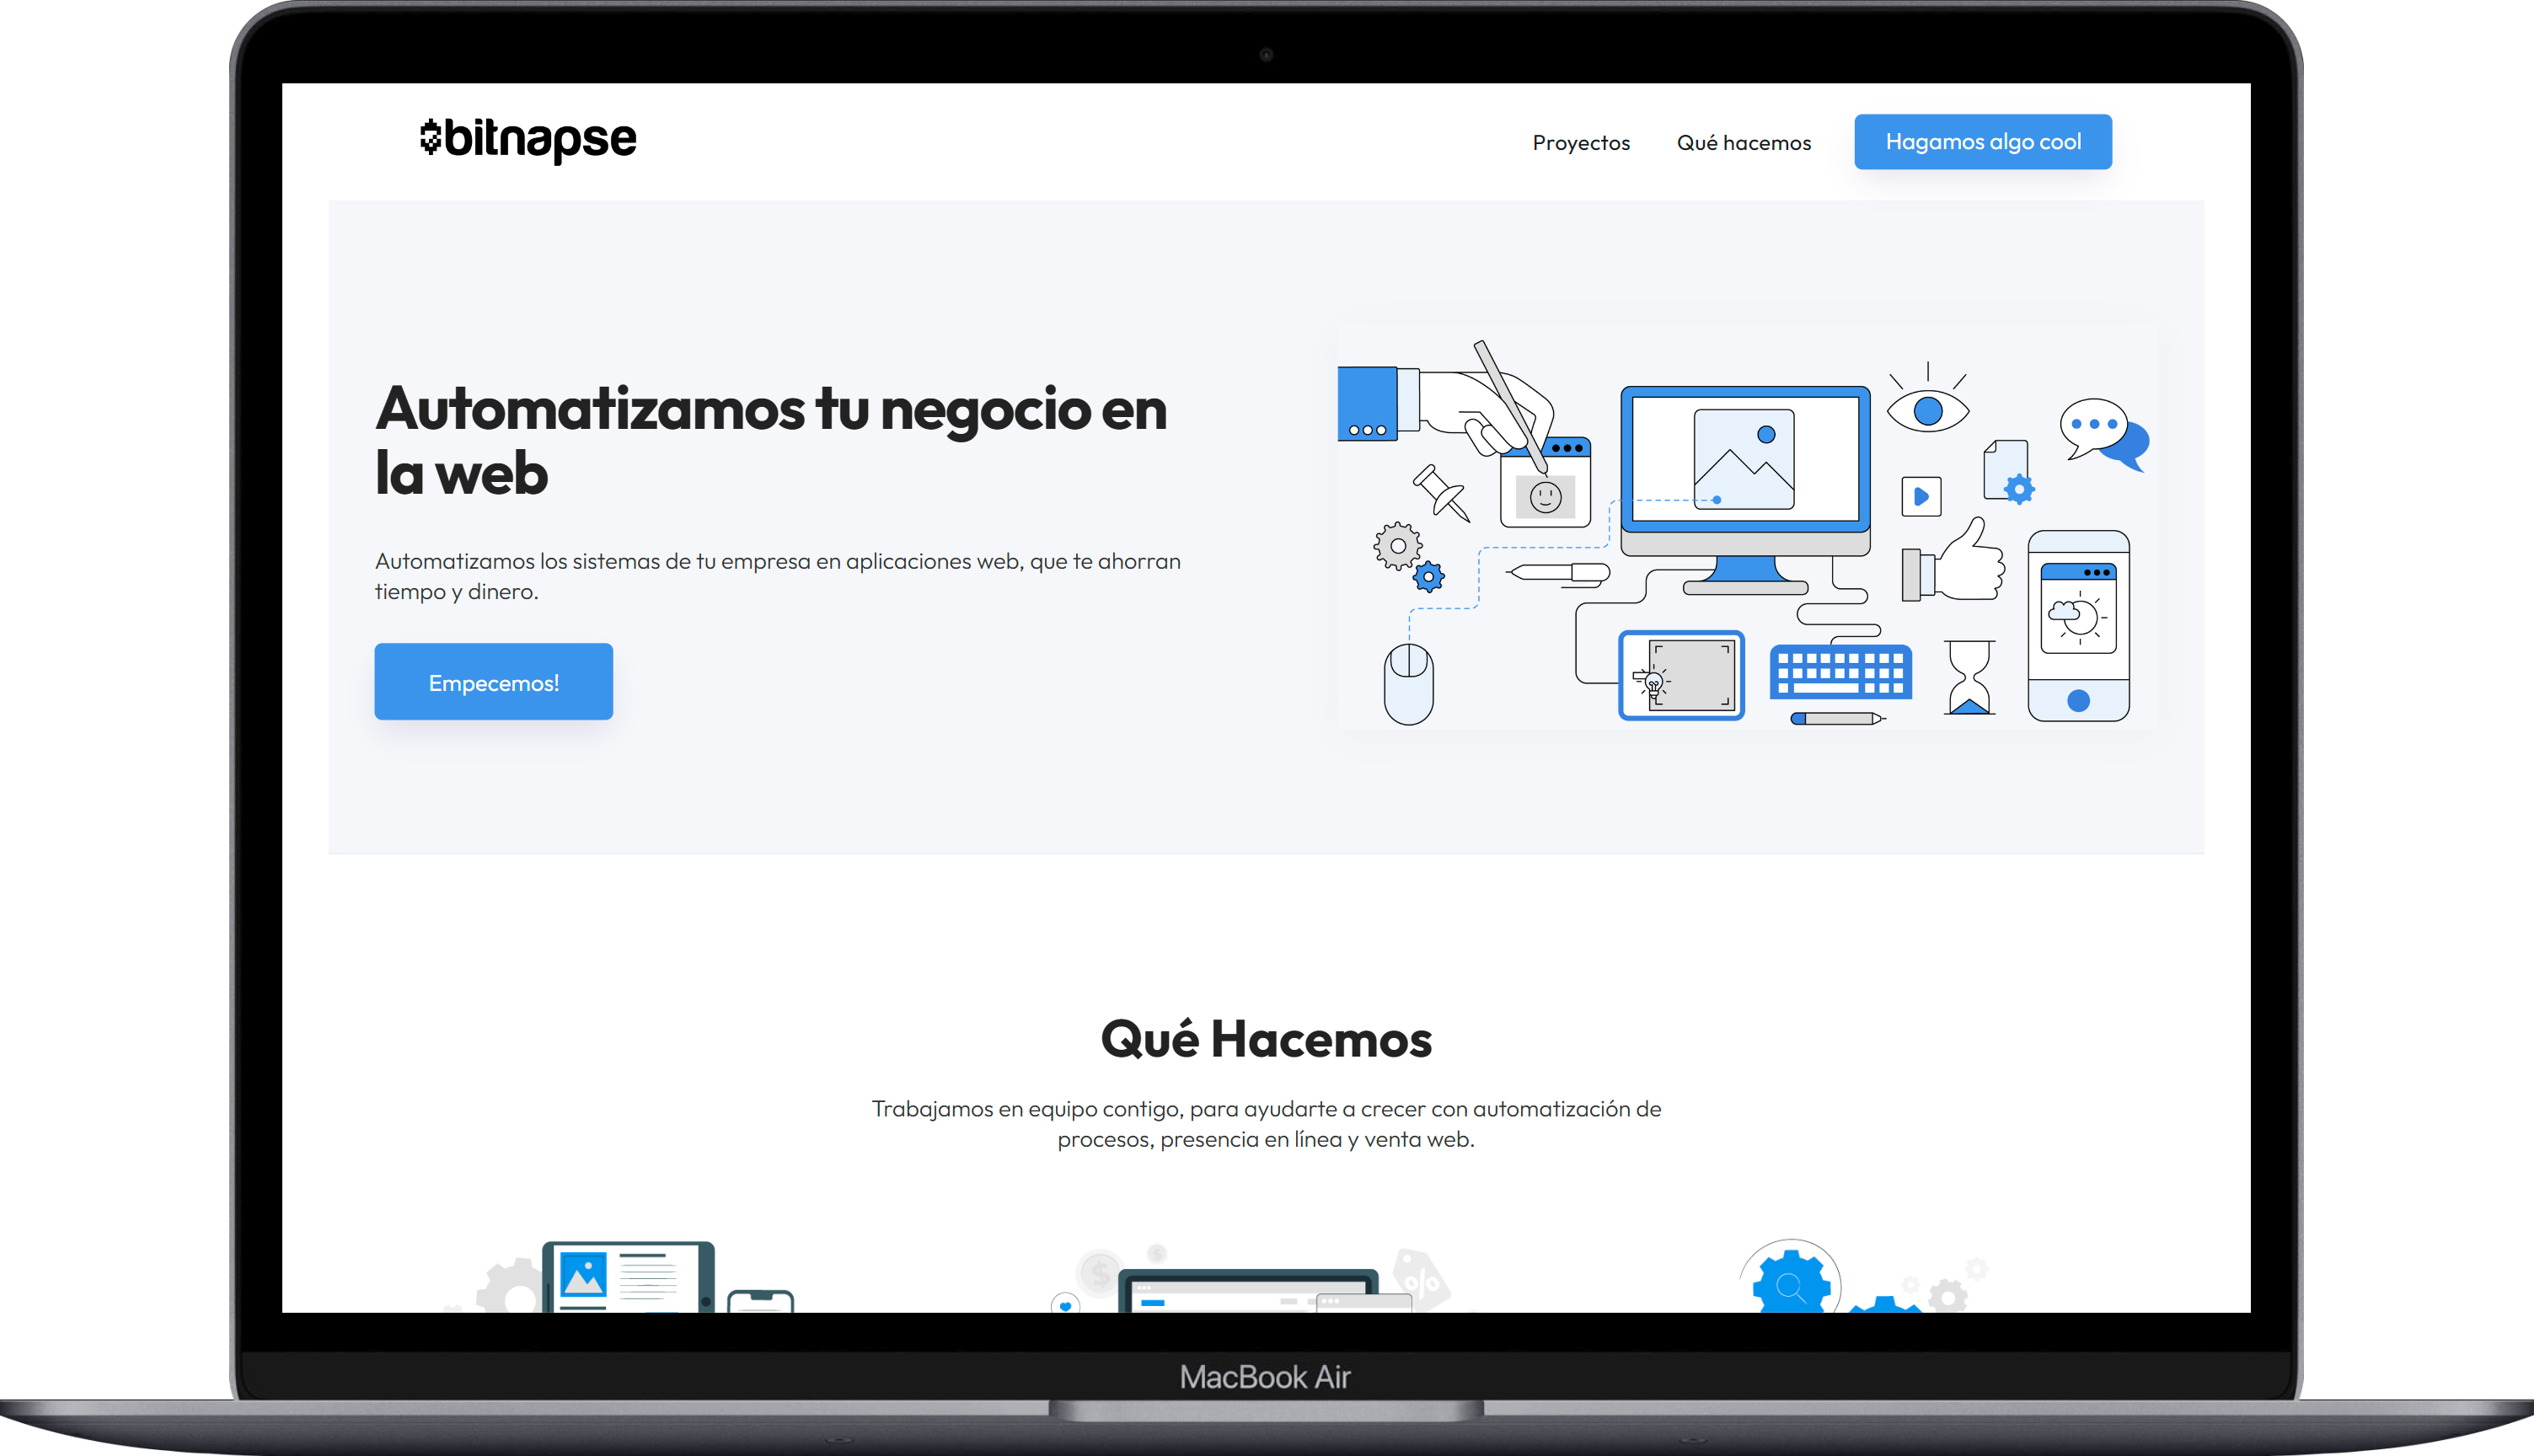 bitnapse
Proyectos
Qué hacemos
Hagamos algo cool
Automatizamos tu negocio en
la web
Automatizamos los sistemas de tu empresa en aplicaciones web, que te ahorran
tiempo y dinero.
Empecemos!
Qué Hacemos
Trabajamos en equipo contigo, para ayudarte a crecer con automatización de
procesos, presencia en línea y venta web.
$
$
%
MacBook Air